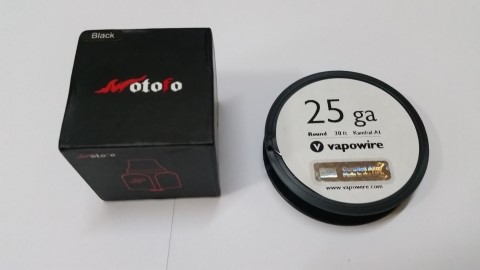 Black
Wotofo
Wotofo
25 ga
Round 30 ft. Kanthal A1
vapowire
www.vapowire.com